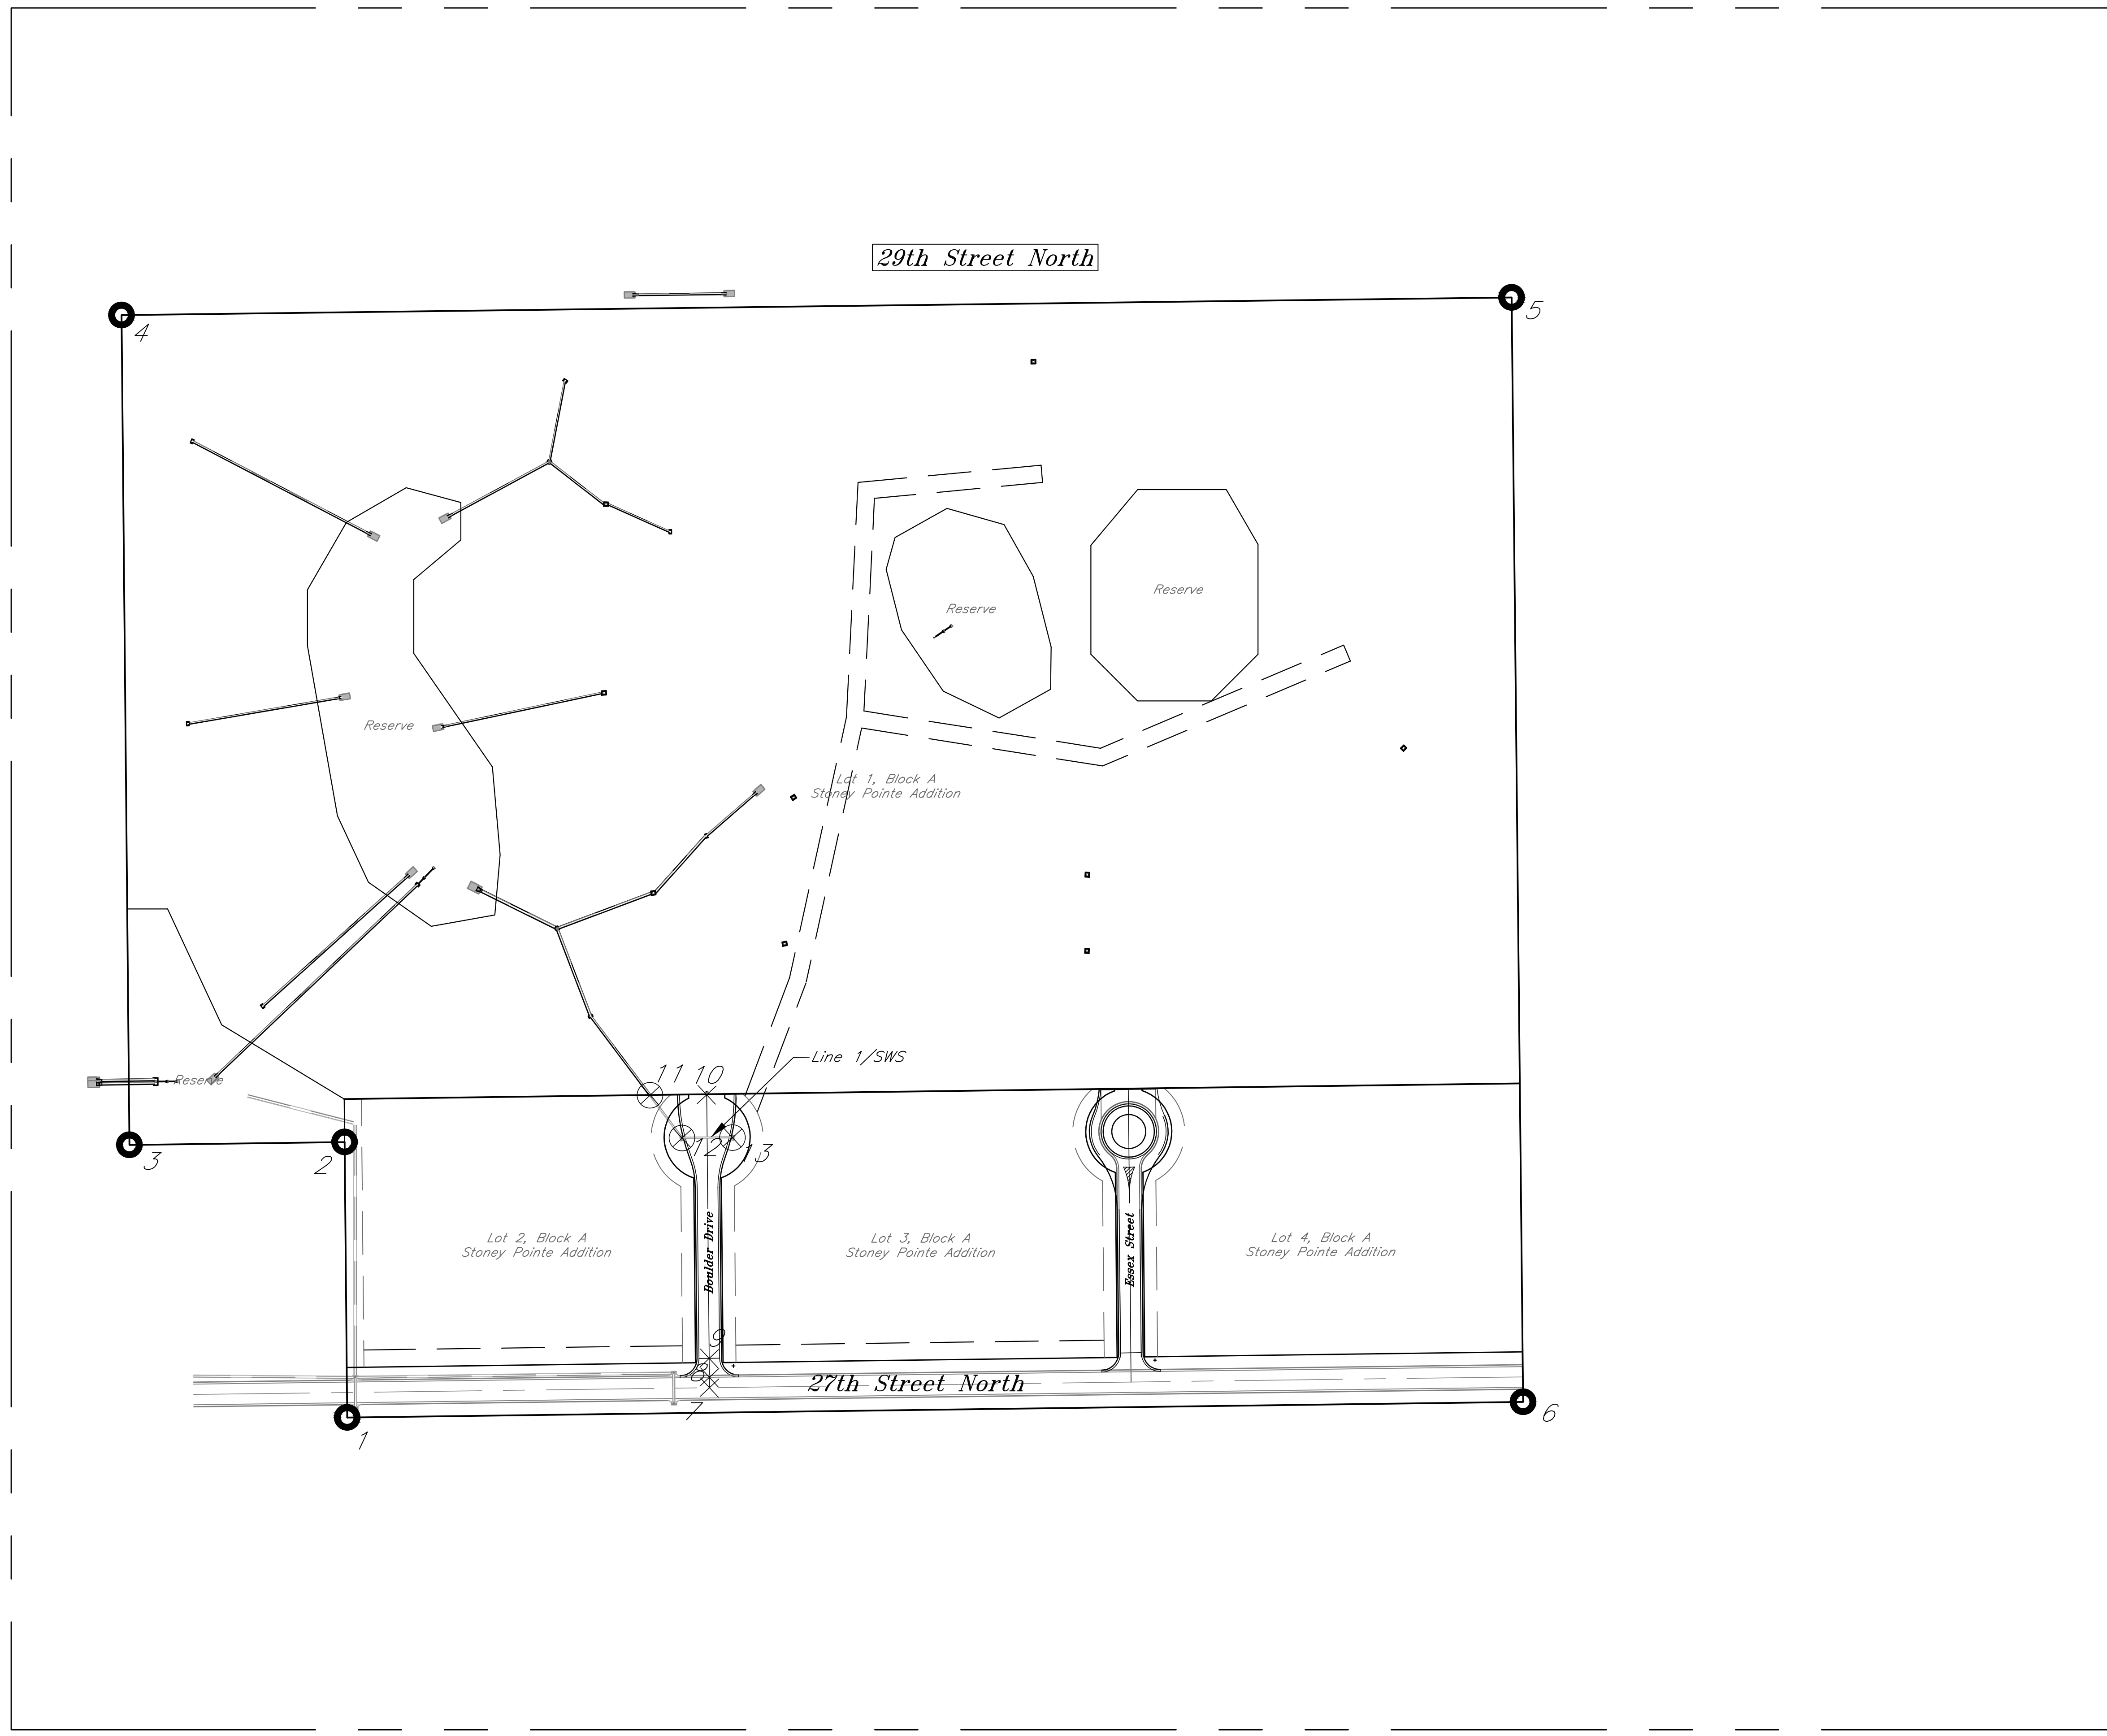 29th Street North
4
5
Reserve
Reserve
Reserve
Lot 1, Block A
Stoney Pointe Addition
Line 1/SWS
11 10
Reserve
12
13
3
2
Boulder Drive
Essex Street
Lot 2, Block A
Stoney Pointe Addition
Lot 3, Block A
Stoney Pointe Addition
Lot 4, Block A
Stoney Pointe Addition
9
8
27th Street North
7
6
1